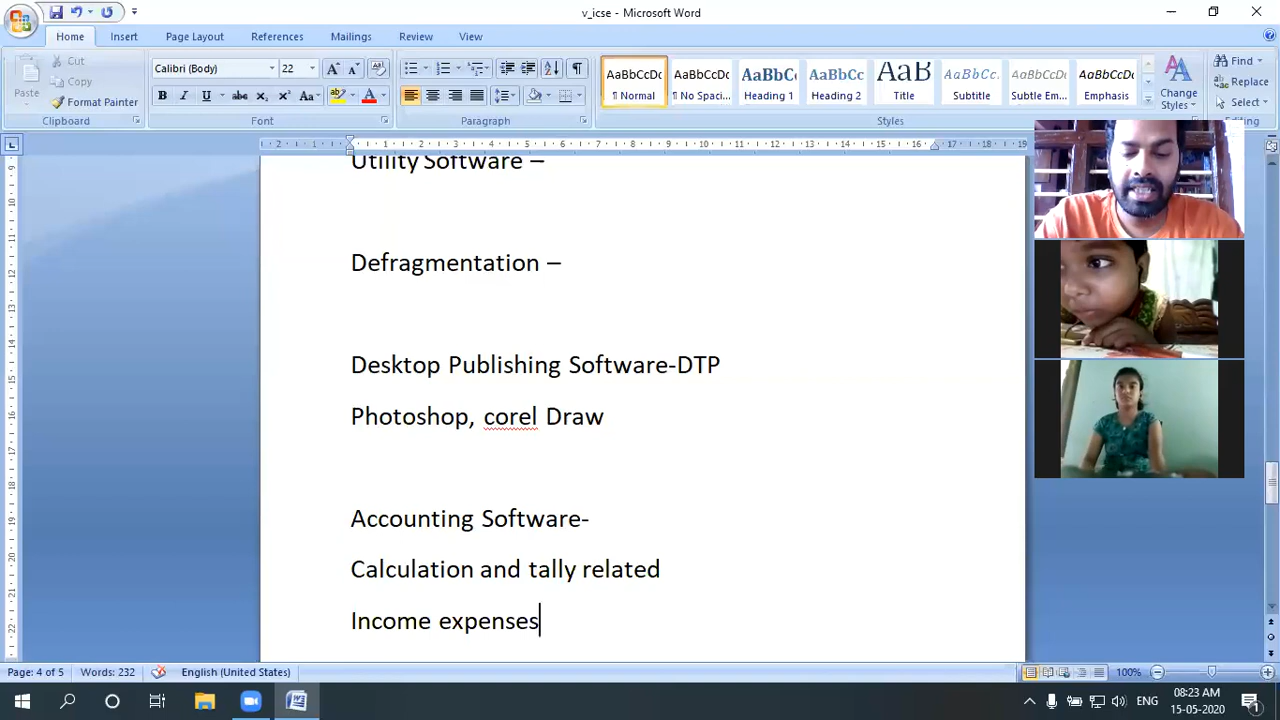 v_icse - Microsoft Word
Home Insert Page Layout References Mailings Review View
Paste
Cut
Copy
Format Painter
Clipboard
Calibri (Body) 22
Font
Paragraph
AaBbCcDc AaBbCcDc AaBbCc AaBbCc AaB AaBbCc. AaBbCcDc AaBbCcDc
¶ Normal ¶ No Spaci... Heading 1 Heading 2 Title Subtitle Subtle Em... Emphasis
Change Styles
Styles
Find
Replace
Select
Editing
Utility Software –
Defragmentation –
Desktop Publishing Software-DTP
Photoshop, corel Draw
Accounting Software-
Calculation and tally related
Income expenses
Page: 4 of 5 Words: 232 English (United States) 100%
ENG 08:23 AM
15-05-2020